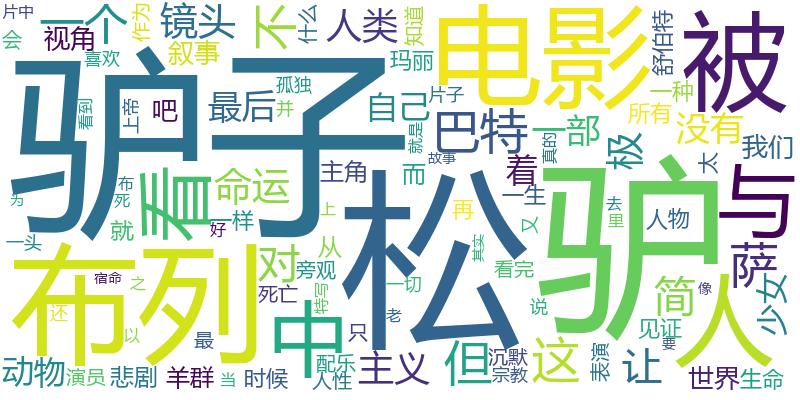 片中
会
一个
作为
镜头
不
什么
人类
知道
电影
被
视角
喜欢
叙事
玛丽
舒伯特
驴子
看到
上帝
吧
最后
孤独
并
自己
片子
就是
巴特
一部
真的
一种
所有
没有
极
太
我们
布
死
看
命运
主角
而
故事
着
驴
与
为
一头
就
好
一样
松
上
再
一生
又
去
里
人物
萨
布列
宿命
之
还
以
对
从
旁观
死亡
特写
一切
老
其实
看完
说
人
简
像
见证
要
少女
中
最
只
动物
演员
悲剧
羊群
当
时候
配乐
人性
主义
但
沉默
宗教
这
表演
让
世界
生命